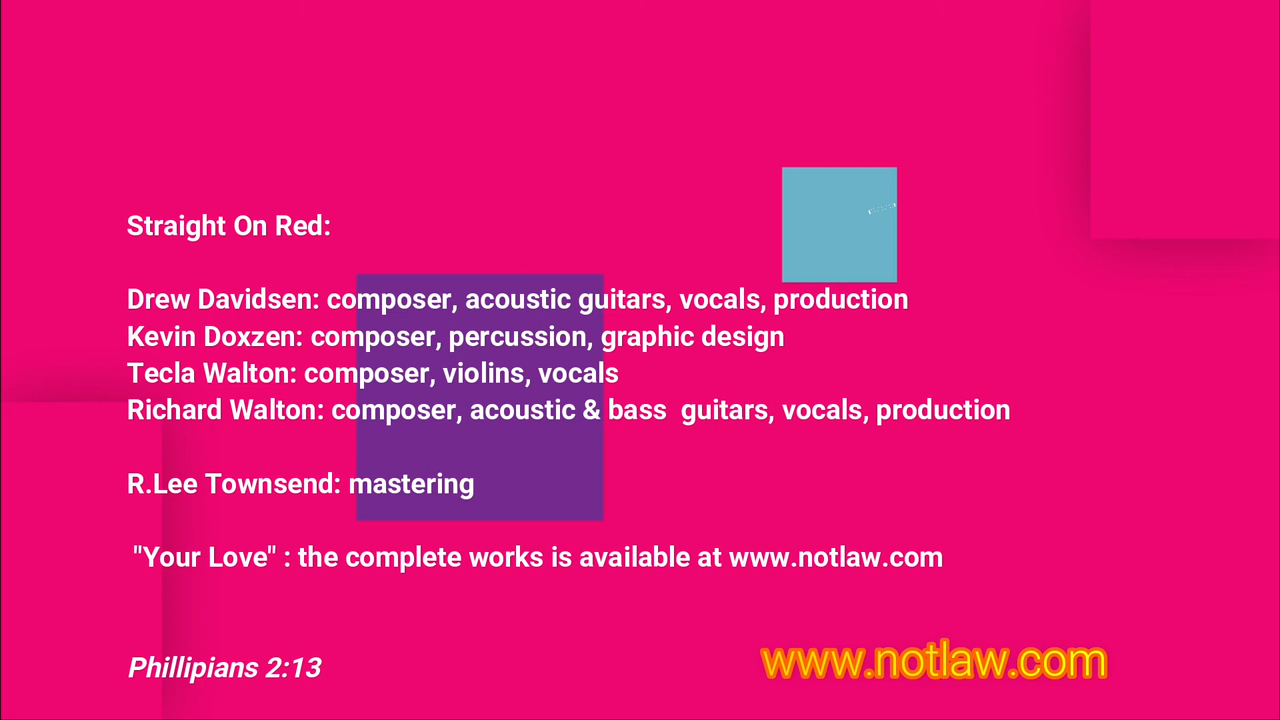 Straight On Red:
Drew Davidsen: composer, acoustic guitars, vocals, production
Kevin Doxzen: composer, percussion, graphic design
Tecla Walton: composer, violins, vocals
Richard Walton: composer, acoustic & bass  guitars, vocals, production
R.Lee Townsend: mastering
"Your Love" : the complete works is available at www.notlaw.com
Phillipians 2:13
www.notlaw.com